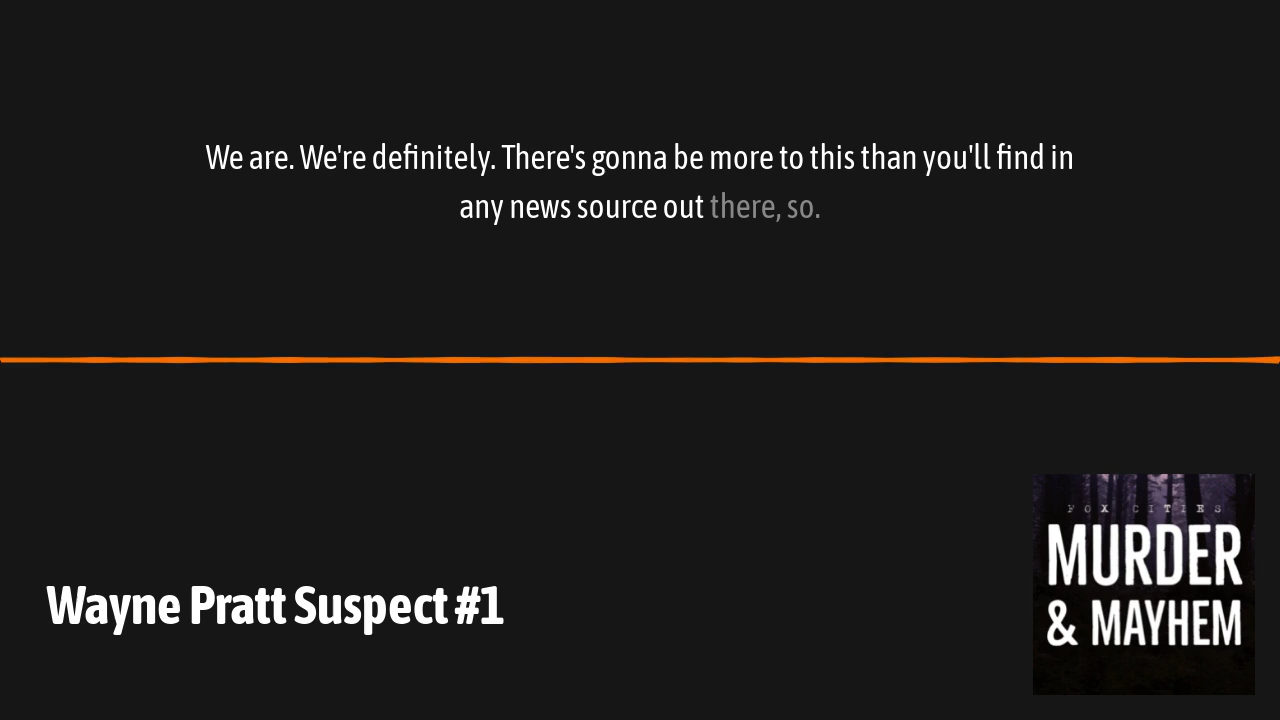 We are. We're definitely. There's gonna be more to this than you'll find in
any news source out there, so.
Wayne Pratt Suspect #1
FOX CITIES
MURDER
& MAYHEM